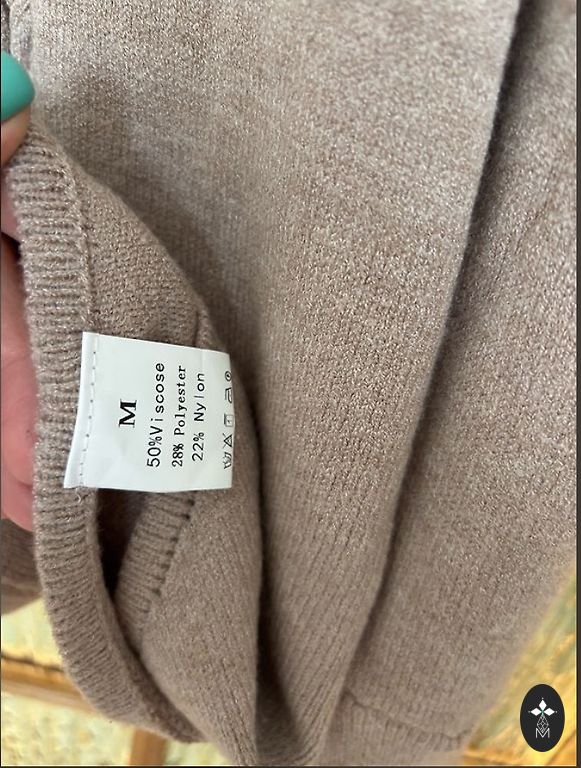 M
50%Viscose
28% Polyester
22% Nylon
M